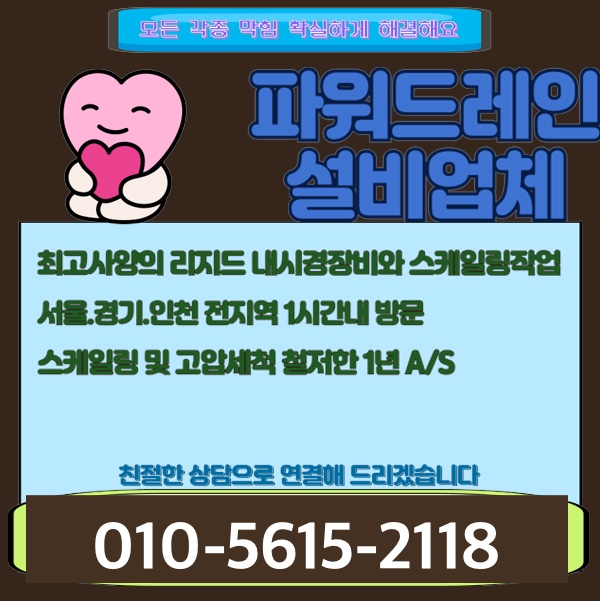 모든 각종 막힘 확실하게 해결해요
파워드레인
설비업체
최고사양의 리지드 내시경장비와 스케일링작업
서울.경기.인천 전지역 1시간내 방문
스케일링 및 고압세척 철저한 1년 A/S
친절한 상담으로 연결해 드리겠습니다
010-5615-2118